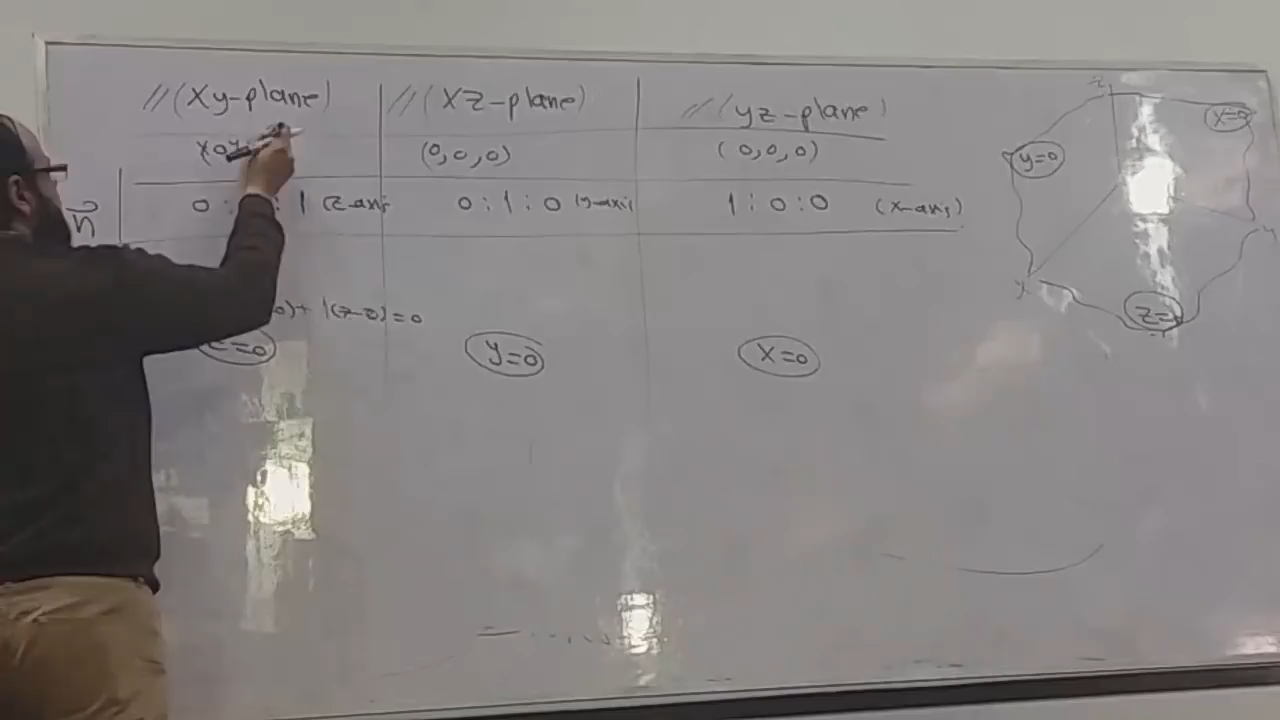 //(Xy-plane) //(XZ-plane) //(yz-plane)
(0,0,0) (0,0,0)
n 0 : : 1 (z-axis 0 : 1 : 0 (y-axis 1 : 0 : 0 (x-axis)
0)+ 1(z-z)=0
z=0 y=0 X=0
z
X=0
y=0
y
z=